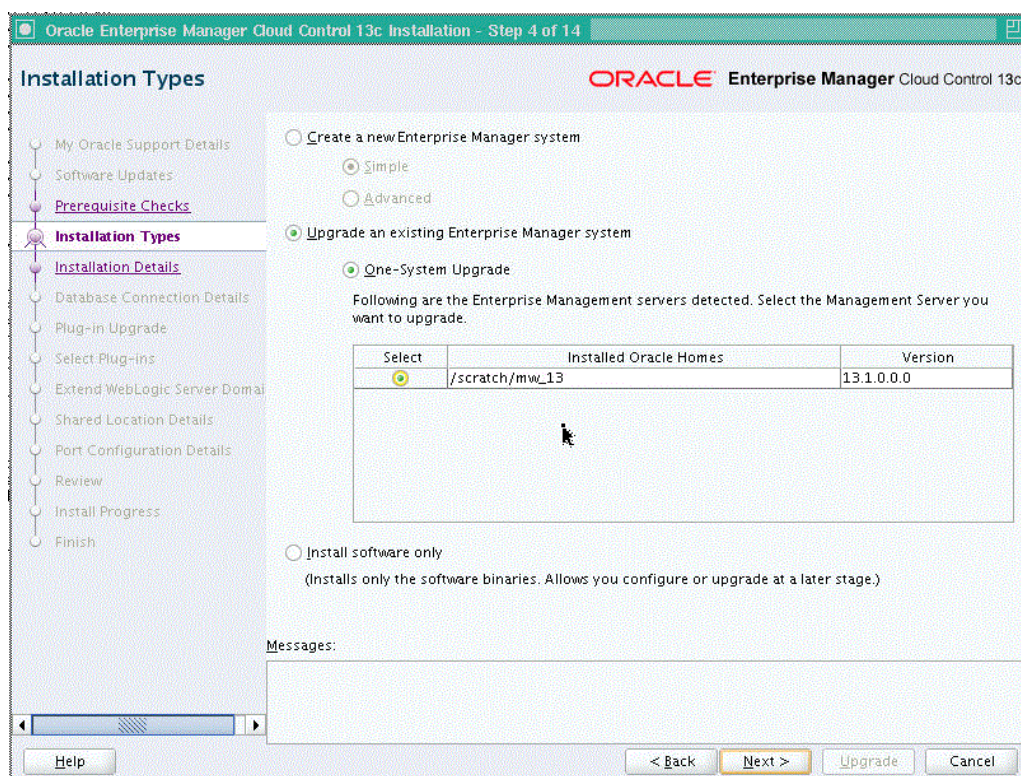 Oracle Enterprise Manager Cloud Control 13c Installation - Step 4 of 14
Installation Types
ORACLE Enterprise Manager Cloud Control 13c
My Oracle Support Details
Software Updates
Prerequisite Checks
Installation Types
Installation Details
Database Connection Details
Plug-in Upgrade
Select Plug-ins
Extend WebLogic Server Domai
Shared Location Details
Port Configuration Details
Review
Install Progress
Finish
Create a new Enterprise Manager system
Simple
Advanced
Upgrade an existing Enterprise Manager system
One-System Upgrade
Following are the Enterprise Management servers detected. Select the Management Server you
want to upgrade.
Select Installed Oracle Homes Version
/scratch/mw_13 13.1.0.0.0
Install software only
(Installs only the software binaries. Allows you configure or upgrade at a later stage.)
Messages:
Help < Back Next > Upgrade Cancel